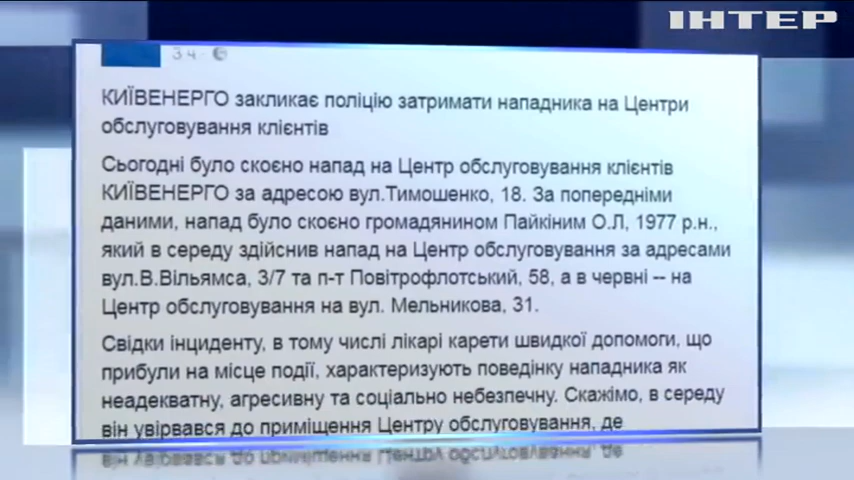 ІНТЕР
3 ч
КИЇВЕНЕРГО закликає поліцію затримати нападника на Центри
обслуговування клієнтів
Сьогодні було скоєно напад на Центр обслуговування клієнтів
КИЇВЕНЕРГО за адресою вул.Тимошенко, 18. За попередніми
даними, напад було скоєно громадянином Пайкіним О.Л, 1977 р.н.,
який в середу здійснив напад на Центр обслуговування за адресами
вул.В.Вільямса, 3/7 та п-т Повітрофлотський, 58, а в червні -- на
Центр обслуговування на вул. Мельникова, 31.
Свідки інциденту, в тому числі лікарі карети швидкої допомоги, що
прибули на місце події, характеризують поведінку нападника як
неадекватну, агресивну та соціально небезпечну. Скажімо, в середу
він увірвався до приміщення Центру обслуговування, де